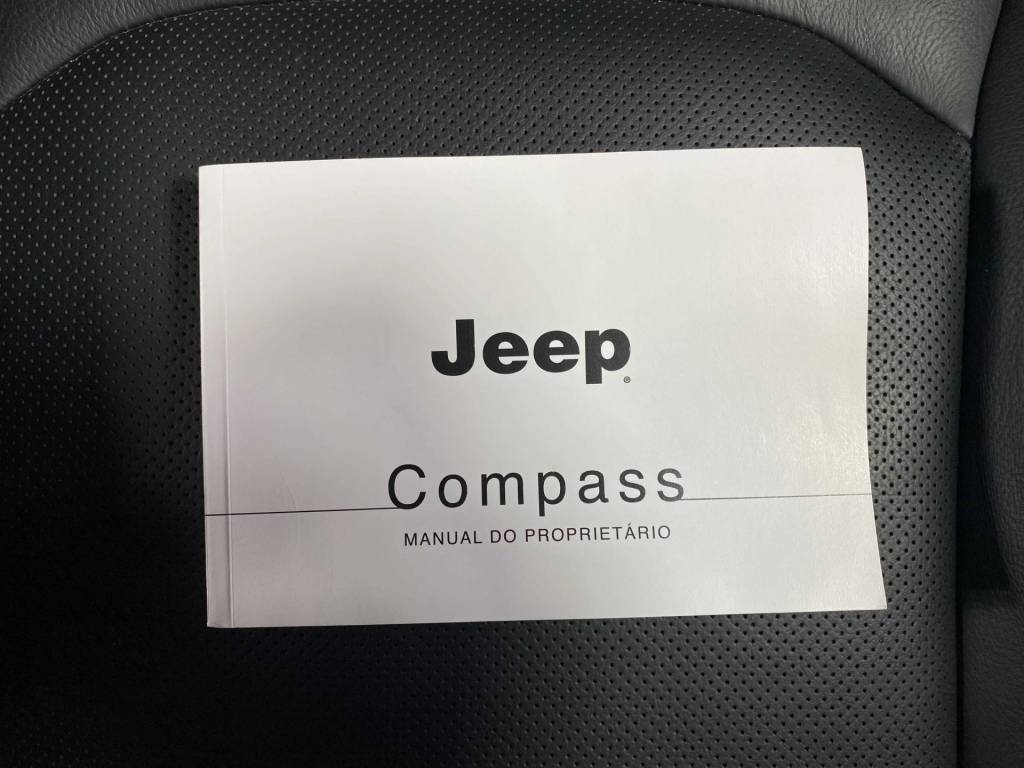 Jeep®
Compass
MANUAL DO PROPRIETÁRIO